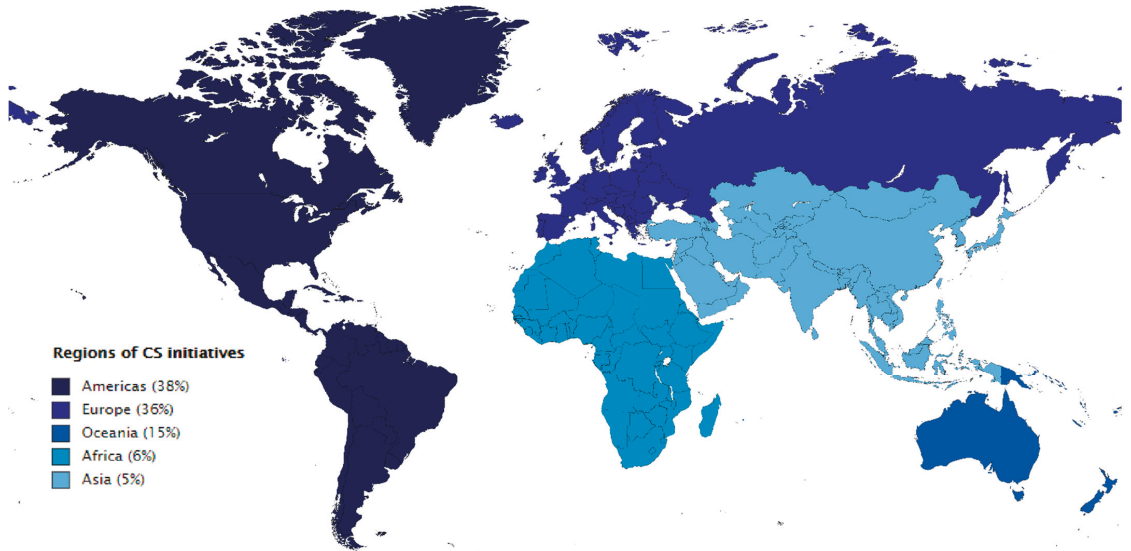 Regions of CS initiatives
Americas (38%)
Europe (36%)
Oceania (15%)
Africa (6%)
Asia (5%)